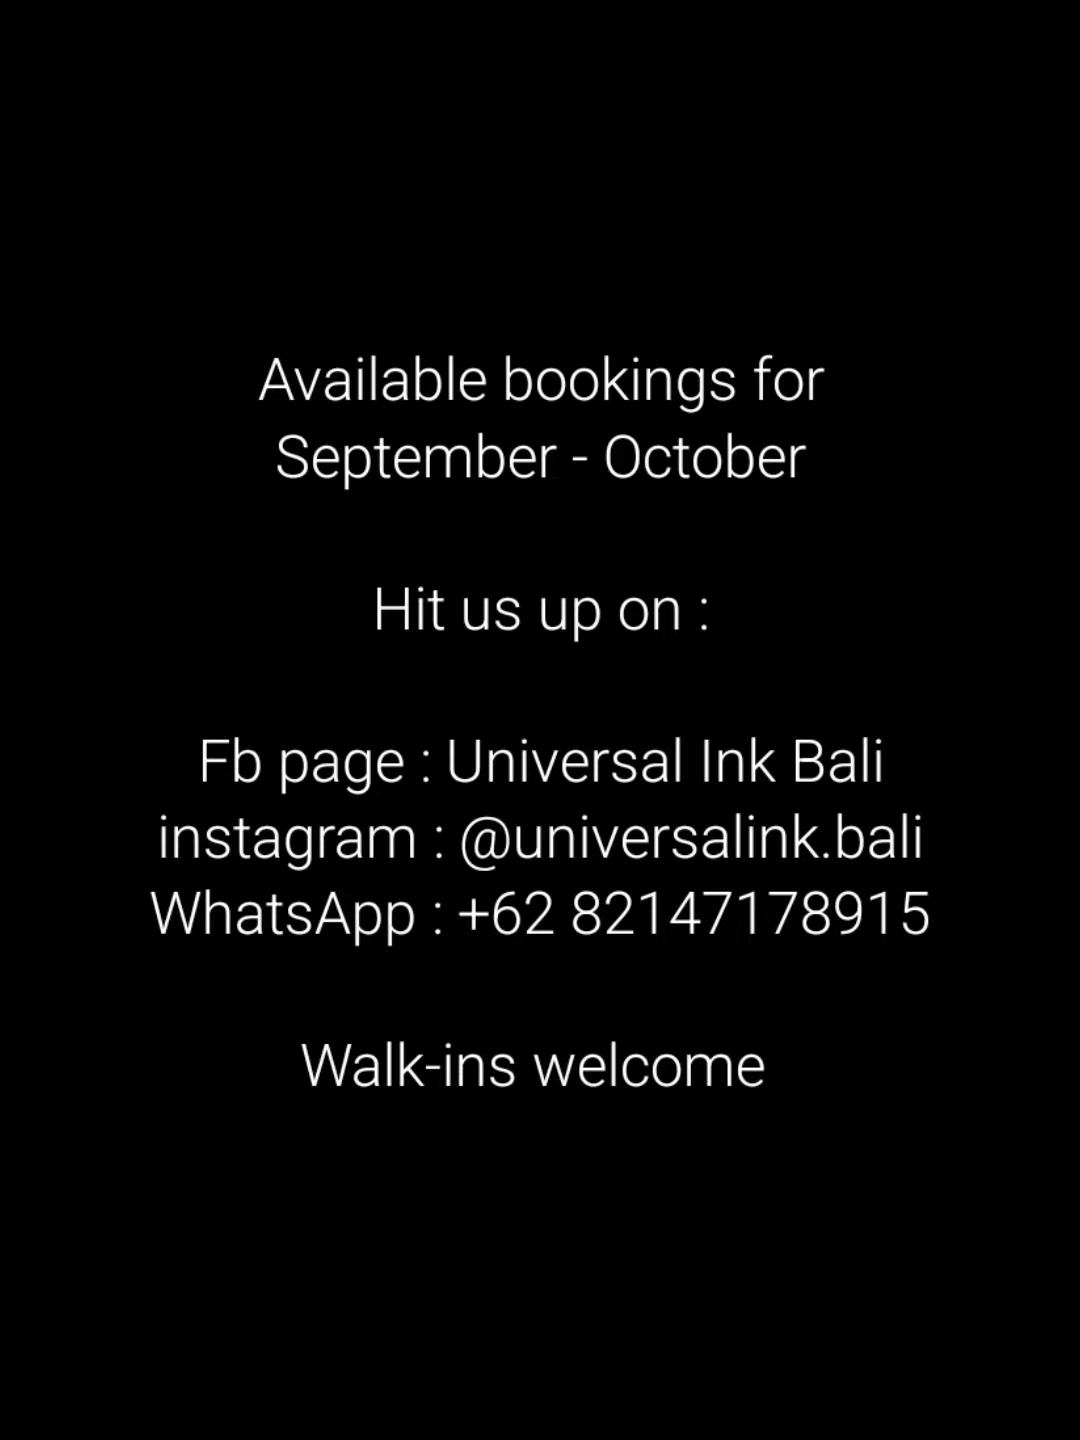 Available bookings for
September - October
Hit us up on :
Fb page : Universal Ink Bali
instagram : @universalink.bali
WhatsApp : +62 82147178915
Walk-ins welcome